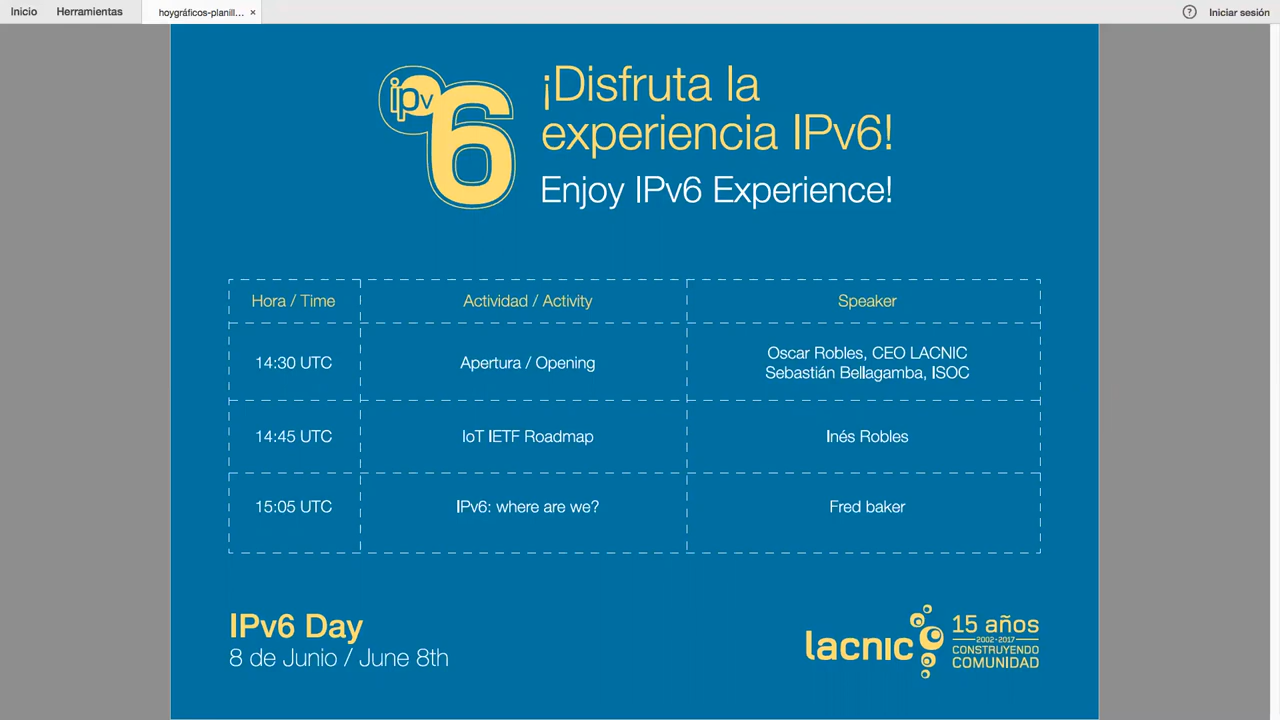 Inicio Herramientas hoygráficos-planill... × ? Iniciar sesión
ipv6
¡Disfruta la
experiencia IPv6!
Enjoy IPv6 Experience!
Hora / Time Actividad / Activity Speaker
14:30 UTC Apertura / Opening Oscar Robles, CEO LACNIC
Sebastián Bellagamba, ISOC
14:45 UTC IoT IETF Roadmap Inés Robles
15:05 UTC IPv6: where are we? Fred baker
IPv6 Day
8 de Junio / June 8th
lacnic
15 años
2002-2017
CONSTRUYENDO
COMUNIDAD